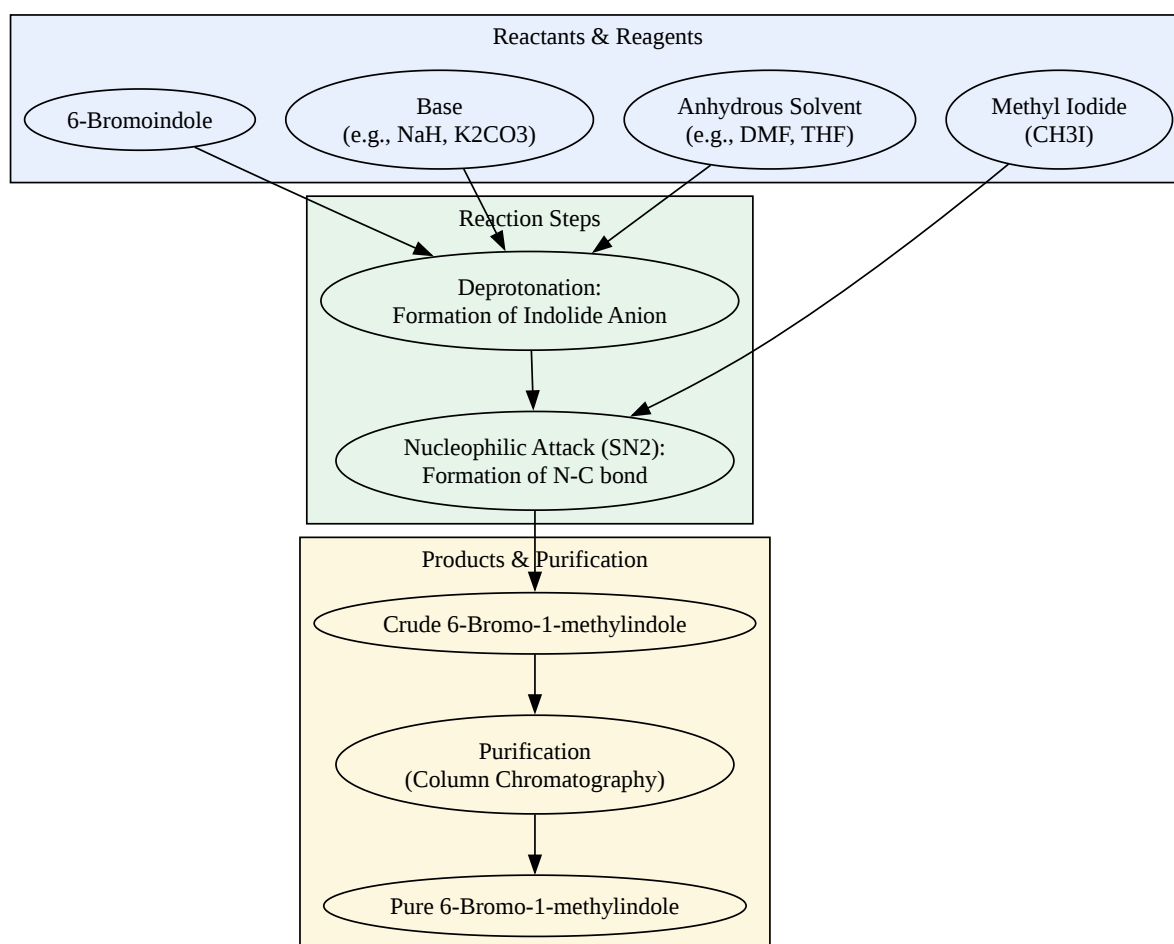 Reactants & Reagents
6-Bromoindole
Base
(e.g., NaH, K2CO3)
Anhydrous Solvent
(e.g., DMF, THF)
Methyl Iodide
(CH3I)
Reaction Steps
Deprotonation:
Formation of Indolide Anion
Nucleophilic Attack (SN2):
Formation of N-C bond
Products & Purification
Crude 6-Bromo-1-methylindole
Purification
(Column Chromatography)
Pure 6-Bromo-1-methylindole